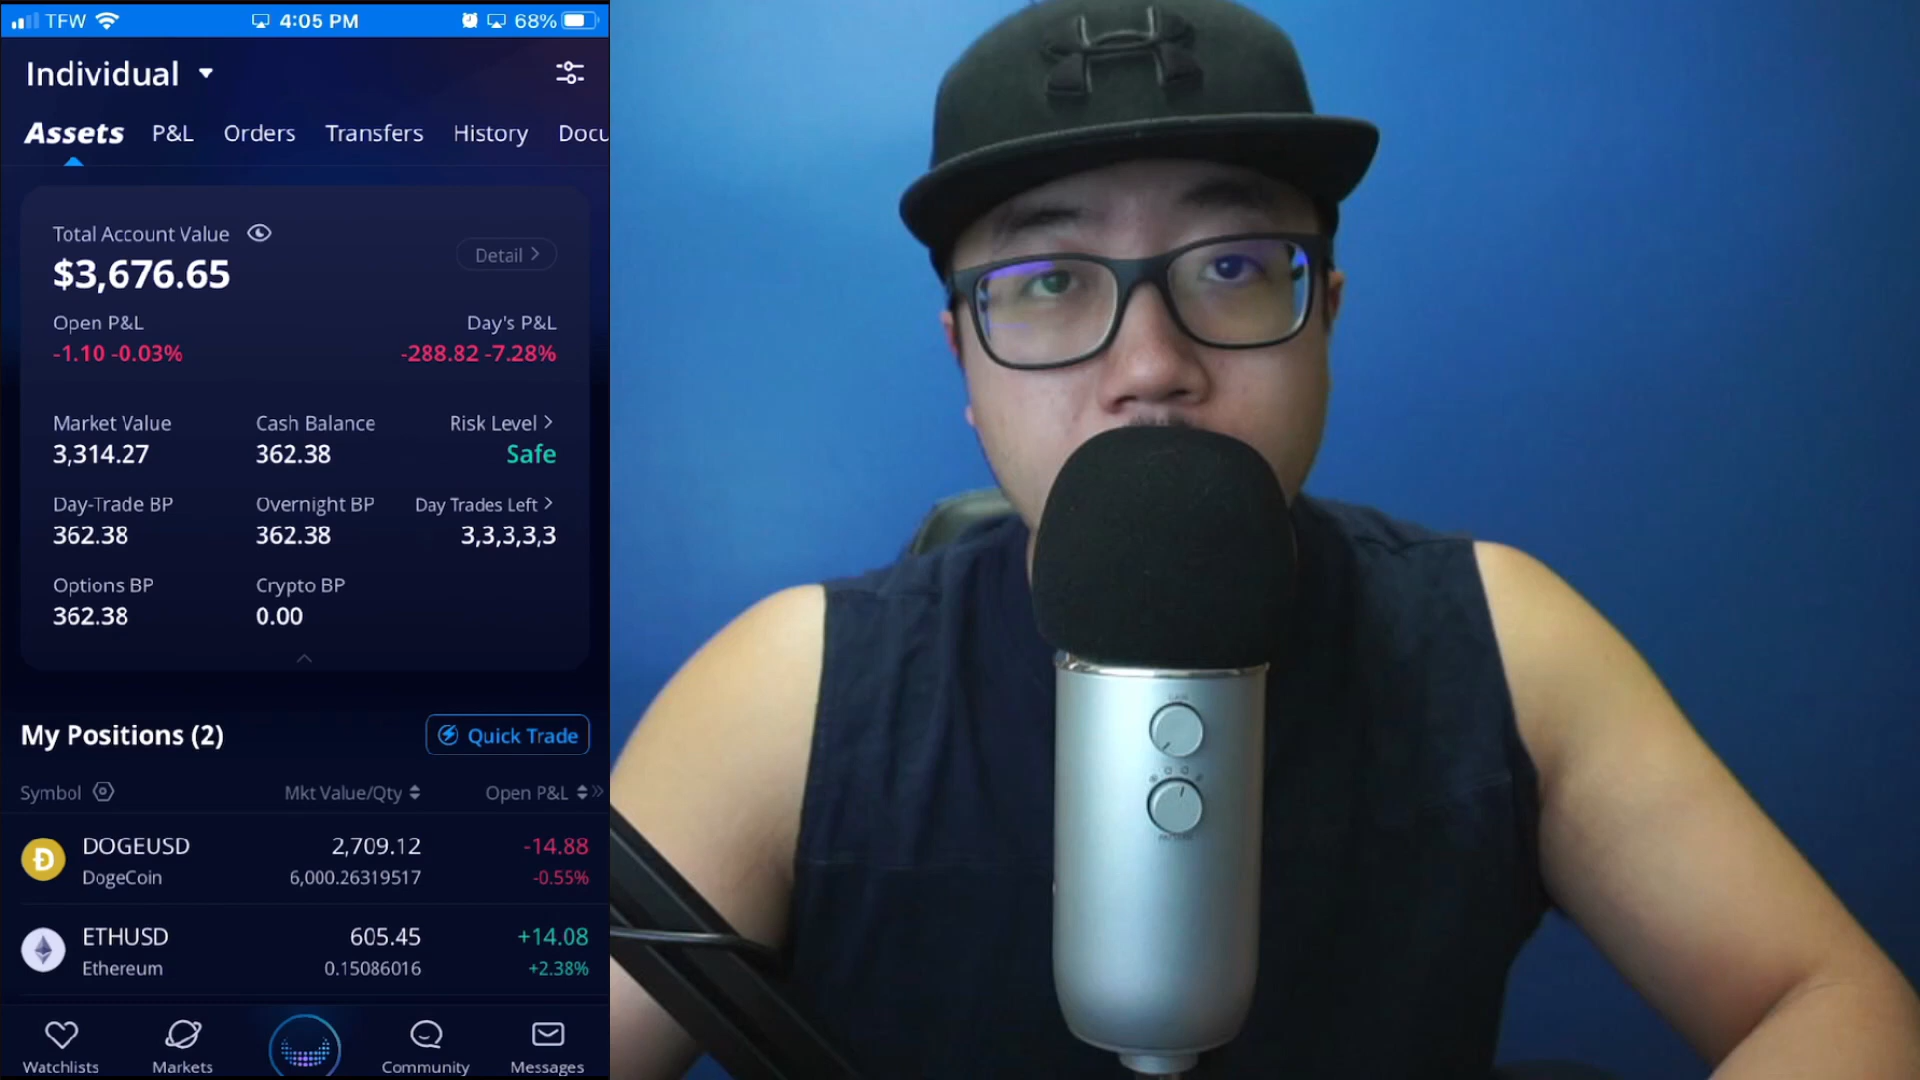 TFW 4:05 PM 68%
Individual
Assets P&L Orders Transfers History Docu
Total Account Value
Detail >
$3,676.65
Open P&L Day's P&L
-1.10 -0.03% -288.82 -7.28%
Market Value Cash Balance Risk Level >
3,314.27 362.38 Safe
Day-Trade BP Overnight BP Day Trades Left >
362.38 362.38 3,3,3,3,3
Options BP Crypto BP
362.38 0.00
My Positions (2) Quick Trade
Symbol Mkt Value/Qty Open P&L
DOGEUSD 2,709.12 -14.88
DogeCoin 6,000.26319517 -0.55%
ETHUSD 605.45 +14.08
Ethereum 0.15086016 +2.38%
Watchlists Markets Community Messages